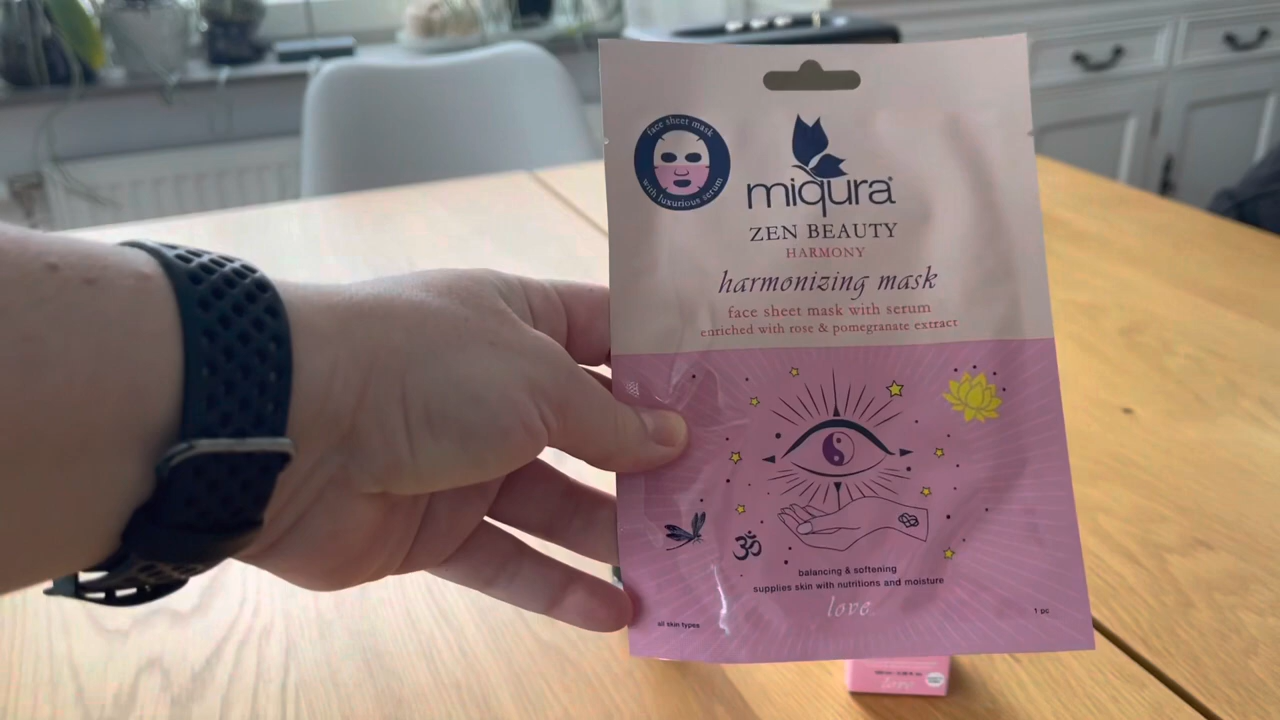 face sheet mask
with luxurious serum
miqura
ZEN BEAUTY
HARMONY
harmonizing mask
face sheet mask with serum
enriched with rose & pomegranate extract
ॐ
balancing & softening
supplies skin with nutritions and moisture
love
all skin types
1 pc
love